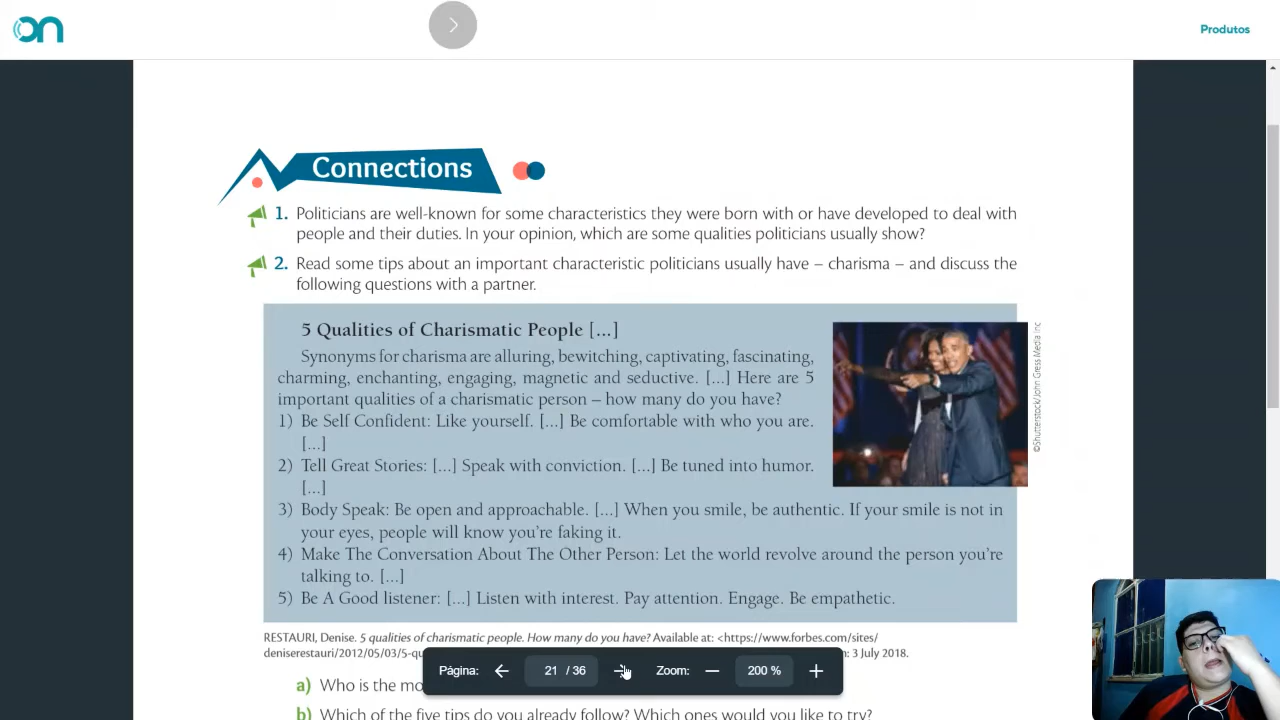 on
Produtos
Connections
1. Politicians are well-known for some characteristics they were born with or have developed to deal with
people and their duties. In your opinion, which are some qualities politicians usually show?
2. Read some tips about an important characteristic politicians usually have – charisma – and discuss the
following questions with a partner.
5 Qualities of Charismatic People [...]
Synonyms for charisma are alluring, bewitching, captivating, fascinating,
charming, enchanting, engaging, magnetic and seductive. [...] Here are 5
important qualities of a charismatic person – how many do you have?
1) Be Self Confident: Like yourself. [...] Be comfortable with who you are.
[...]
2) Tell Great Stories: [...] Speak with conviction. [...] Be tuned into humor.
[...]
3) Body Speak: Be open and approachable. [...] When you smile, be authentic. If your smile is not in
your eyes, people will know you're faking it.
4) Make The Conversation About The Other Person: Let the world revolve around the person you're
talking to. [...]
5) Be A Good listener: [...] Listen with interest. Pay attention. Engage. Be empathetic.
©Shutterstock/John Gress Media Inc
RESTAURI, Denise. 5 qualities of charismatic people. How many do you have? Available at: <https://www.forbes.com/sites/
deniserestauri/2012/05/03/5-qu
: 3 July 2018.
Página: 21 / 36 Zoom: 200 %
a) Who is the mo
b) Which of the five tips do you already follow? Which ones would you like to try?